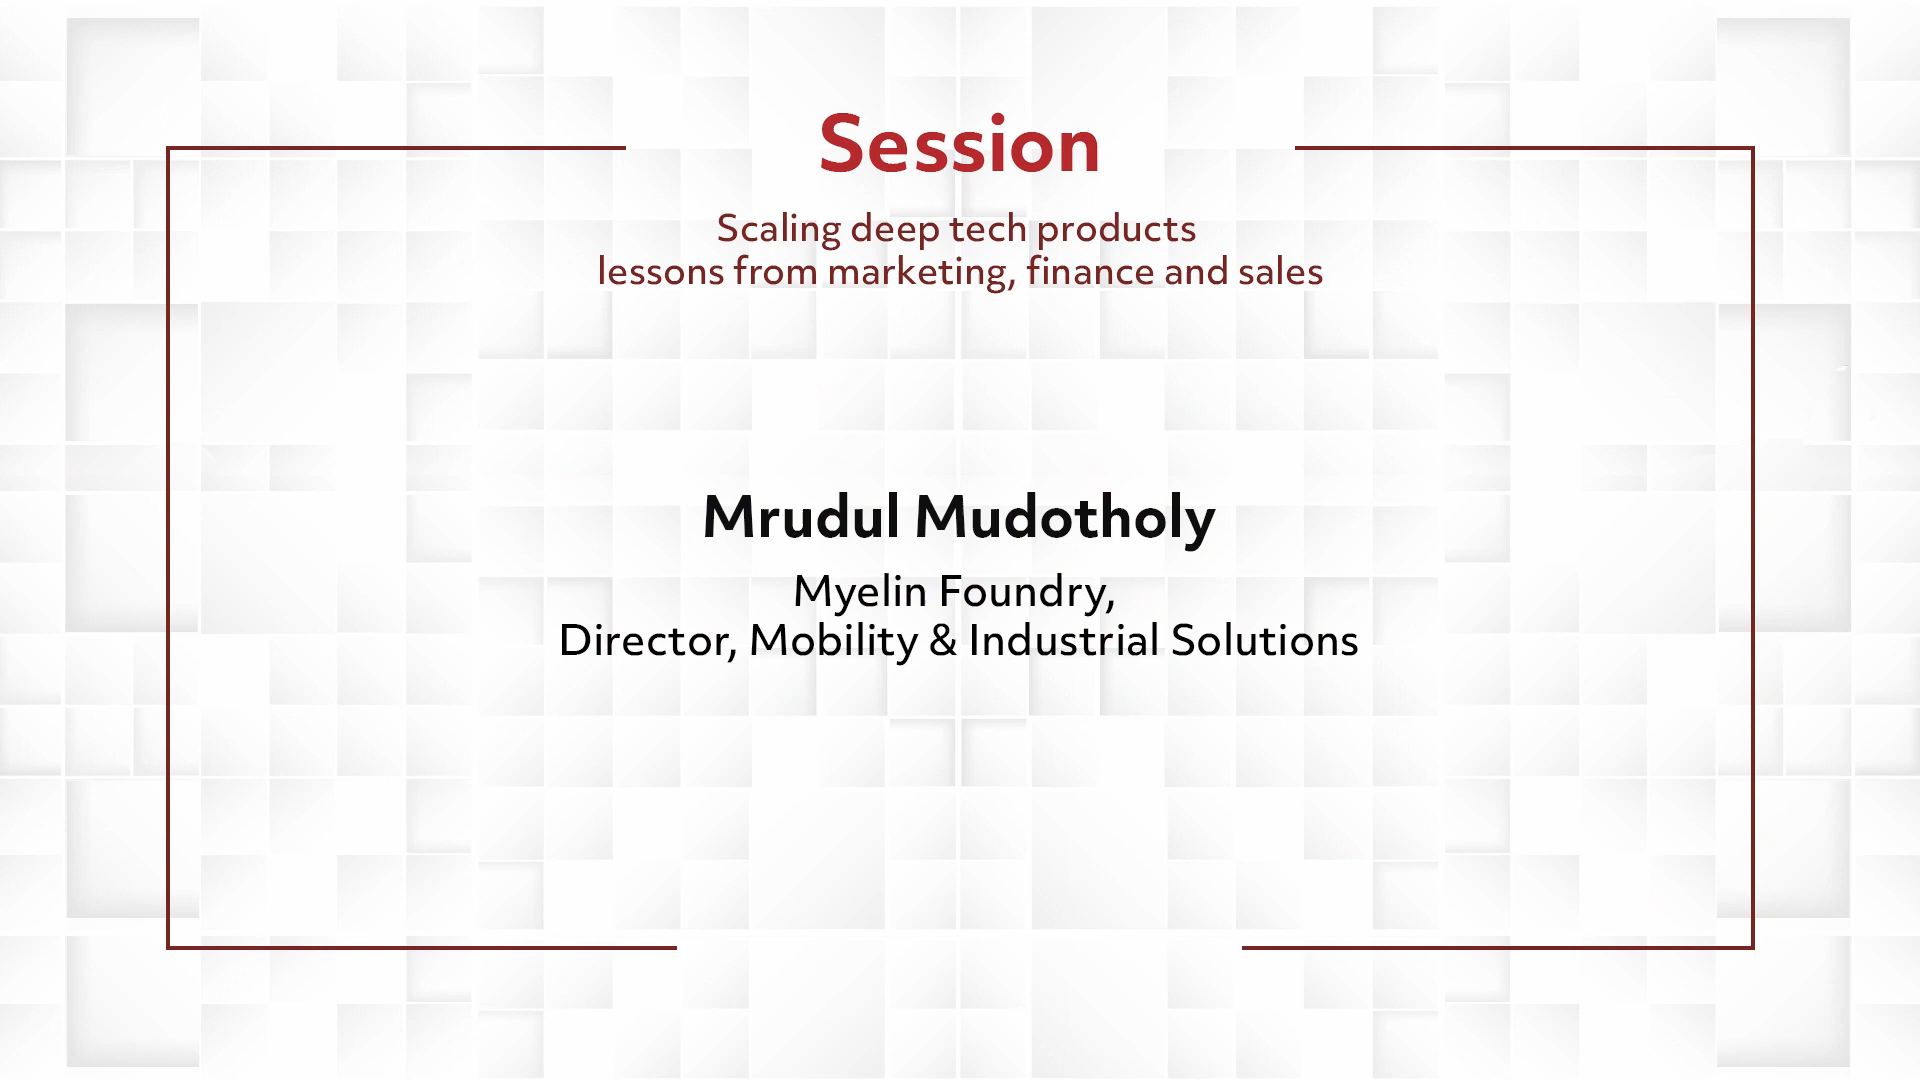 Session
Scaling deep tech products
lessons from marketing, finance and sales
Mrudul Mudotholy
Myelin Foundry,
Director, Mobility & Industrial Solutions